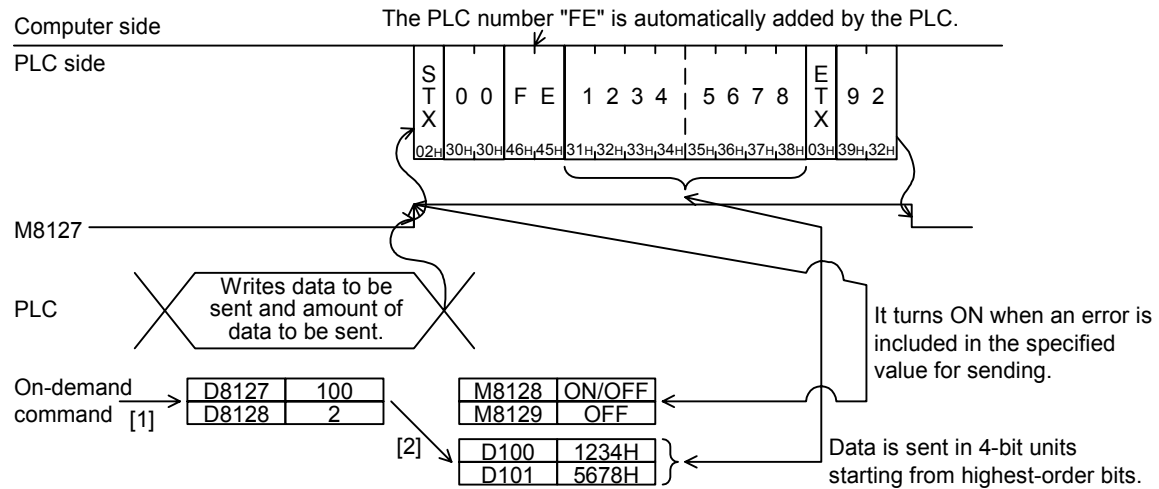 Computer side
The PLC number "FE" is automatically added by the PLC.
PLC side
STX 0 0 F E 1 2 3 4 5 6 7 8 ETX 9 2
02H 30H, 30H 46H, 45H 31H, 32H, 33H, 34H 35H, 36H, 37H, 38H 03H 39H, 32H
M8127
PLC
Writes data to be
sent and amount of
data to be sent.
It turns ON when an error is
included in the specified
value for sending.
On-demand
command [1]
D8127 100
D8128 2
M8128 ON/OFF
M8129 OFF
[2]
D100 1234H
D101 5678H
Data is sent in 4-bit units
starting from highest-order bits.